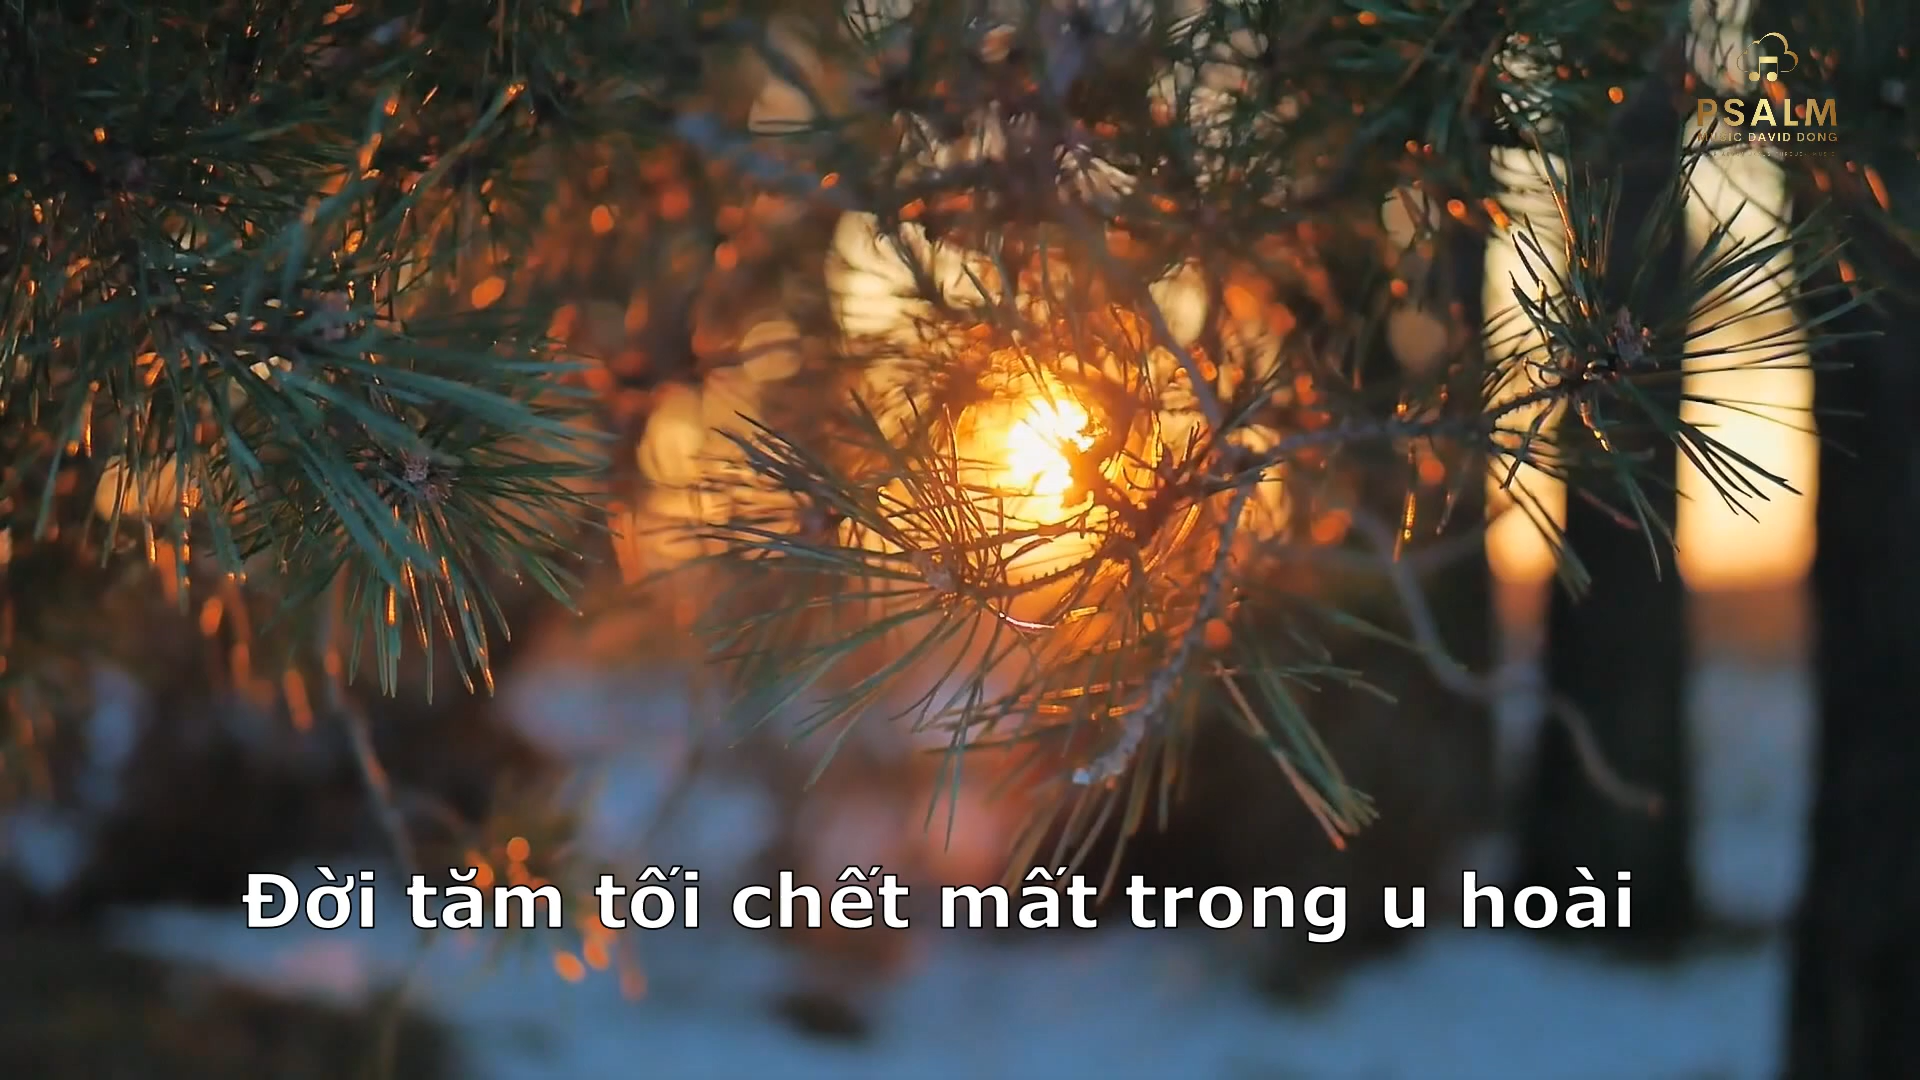 PSALM
MUSIC DAVID DONG
Đời tăm tối chết mất trong u hoài